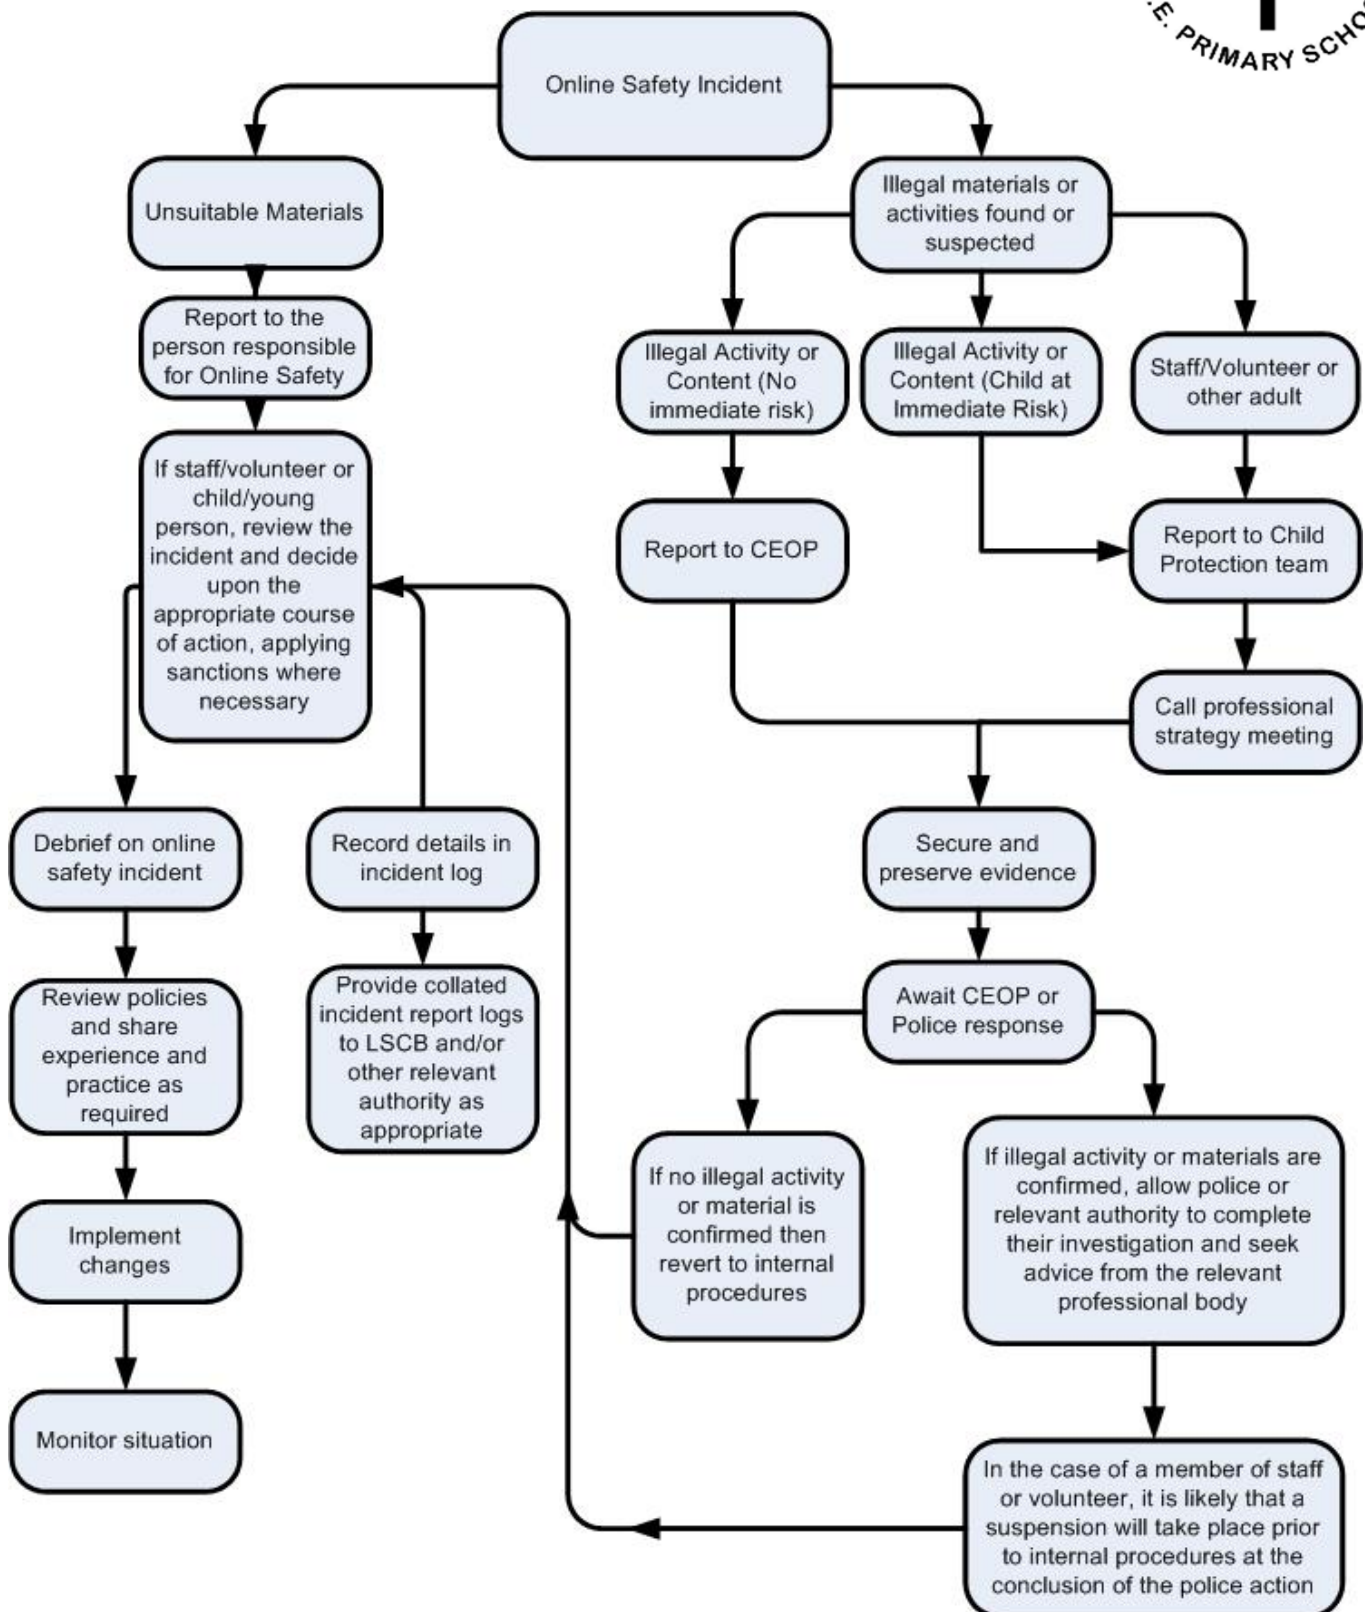 .E. PRIMARY SCHO
Online Safety Incident
Unsuitable Materials
Illegal materials or
activities found or
suspected
Report to the
person responsible
for Online Safety
Illegal Activity or
Content (No
immediate risk)
Illegal Activity or
Content (Child at
Immediate Risk)
Staff/Volunteer or
other adult
If staff/volunteer or
child/young
person, review the
incident and decide
upon the
appropriate course
of action, applying
sanctions where
necessary
Report to CEOP
Report to Child
Protection team
Call professional
strategy meeting
Debrief on online
safety incident
Record details in
incident log
Secure and
preserve evidence
Review policies
and share
experience and
practice as
required
Provide collated
incident report logs
to LSCB and/or
other relevant
authority as
appropriate
Await CEOP or
Police response
If no illegal activity
or material is
confirmed then
revert to internal
procedures
If illegal activity or materials are
confirmed, allow police or
relevant authority to complete
their investigation and seek
advice from the relevant
professional body
Implement
changes
Monitor situation
In the case of a member of staff
or volunteer, it is likely that a
suspension will take place prior
to internal procedures at the
conclusion of the police action